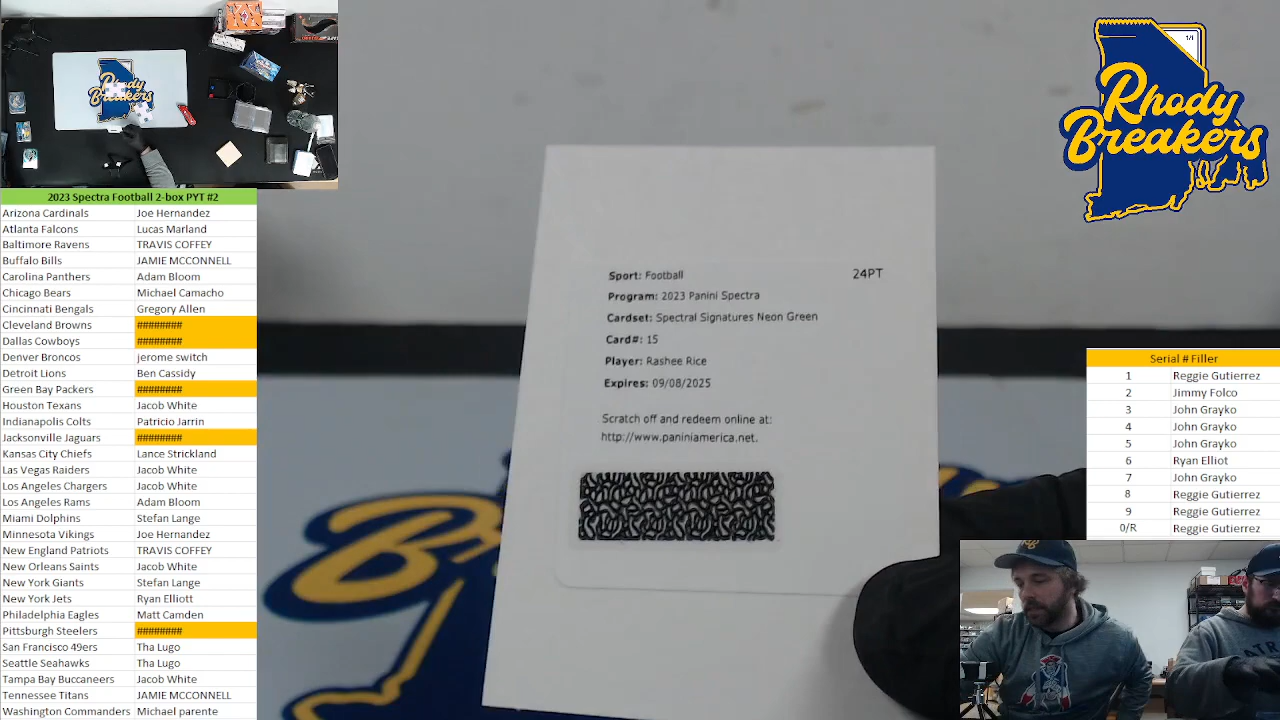 Rhody
Breakers
1/1
Rhody
Breakers
2023 Spectra Football 2-box PYT #2
Arizona Cardinals Joe Hernandez
Atlanta Falcons Lucas Marland
Baltimore Ravens TRAVIS COFFEY
Buffalo Bills JAMIE MCCONNELL
Carolina Panthers Adam Bloom
Chicago Bears Michael Camacho
Cincinnati Bengals Gregory Allen
Cleveland Browns ########
Dallas Cowboys ########
Denver Broncos jerome switch
Detroit Lions Ben Cassidy
Green Bay Packers ########
Houston Texans Jacob White
Indianapolis Colts Patricio Jarrin
Jacksonville Jaguars ########
Kansas City Chiefs Lance Strickland
Las Vegas Raiders Jacob White
Los Angeles Chargers Jacob White
Los Angeles Rams Adam Bloom
Miami Dolphins Stefan Lange
Minnesota Vikings Joe Hernandez
New England Patriots TRAVIS COFFEY
New Orleans Saints Jacob White
New York Giants Stefan Lange
New York Jets Ryan Elliott
Philadelphia Eagles Matt Camden
Pittsburgh Steelers ########
San Francisco 49ers Tha Lugo
Seattle Seahawks Tha Lugo
Tampa Bay Buccaneers Jacob White
Tennessee Titans JAMIE MCCONNELL
Washington Commanders Michael parente
Sport: Football 24PT
Program: 2023 Panini Spectra
Cardset: Spectral Signatures Neon Green
Card#: 15
Player: Rashee Rice
Expires: 09/08/2025
Scratch off and redeem online at:
http://www.paniniamerica.net.
B
Serial # Filler
1 Reggie Gutierrez
2 Jimmy Folco
3 John Grayko
4 John Grayko
5 John Grayko
6 Ryan Elliot
7 John Grayko
8 Reggie Gutierrez
9 Reggie Gutierrez
0/R Reggie Gutierrez